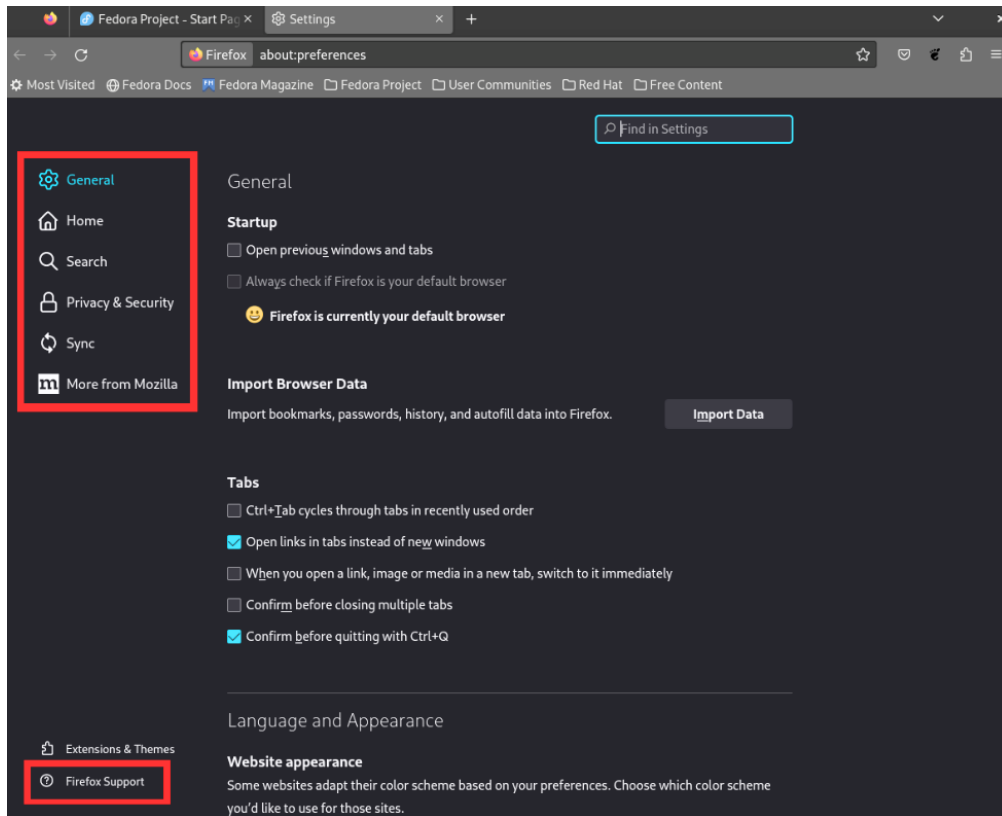 Fedora Project - Start Pag
Settings
Firefox
about:preferences
Most Visited
Fedora Docs
Fedora Magazine
Fedora Project
User Communities
Red Hat
Free Content
Find in Settings
General
Home
Search
Privacy & Security
Sync
More from Mozilla
Extensions & Themes
Firefox Support
General
Startup
Open previous windows and tabs
Always check if Firefox is your default browser
Firefox is currently your default browser
Import Browser Data
Import bookmarks, passwords, history, and autofill data into Firefox.
Import Data
Tabs
Ctrl+Tab cycles through tabs in recently used order
Open links in tabs instead of new windows
When you open a link, image or media in a new tab, switch to it immediately
Confirm before closing multiple tabs
Confirm before quitting with Ctrl+Q
Language and Appearance
Website appearance
Some websites adapt their color scheme based on your preferences. Choose which color scheme
you'd like to use for those sites.